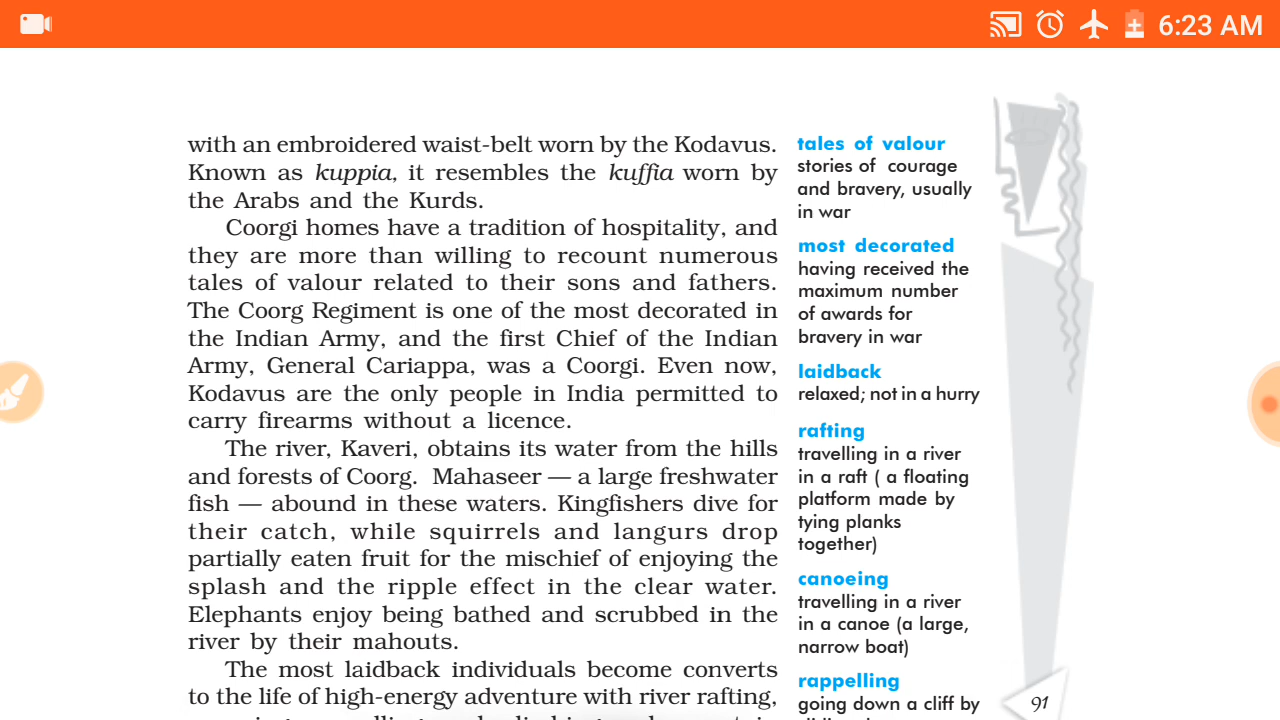 6:23 AM
with an embroidered waist-belt worn by the Kodavus.
Known as kuppia, it resembles the kuffia worn by
the Arabs and the Kurds.
Coorgi homes have a tradition of hospitality, and
they are more than willing to recount numerous
tales of valour related to their sons and fathers.
The Coorg Regiment is one of the most decorated in
the Indian Army, and the first Chief of the Indian
Army, General Cariappa, was a Coorgi. Even now,
Kodavus are the only people in India permitted to
carry firearms without a licence.
The river, Kaveri, obtains its water from the hills
and forests of Coorg. Mahaseer — a large freshwater
fish — abound in these waters. Kingfishers dive for
their catch, while squirrels and langurs drop
partially eaten fruit for the mischief of enjoying the
splash and the ripple effect in the clear water.
Elephants enjoy being bathed and scrubbed in the
river by their mahouts.
The most laidback individuals become converts
to the life of high-energy adventure with river rafting,
tales of valour
stories of courage
and bravery, usually
in war
most decorated
having received the
maximum number
of awards for
bravery in war
laidback
relaxed; not in a hurry
rafting
travelling in a river
in a raft ( a floating
platform made by
tying planks
together)
canoeing
travelling in a river
in a canoe (a large,
narrow boat)
rappelling
going down a cliff by
91